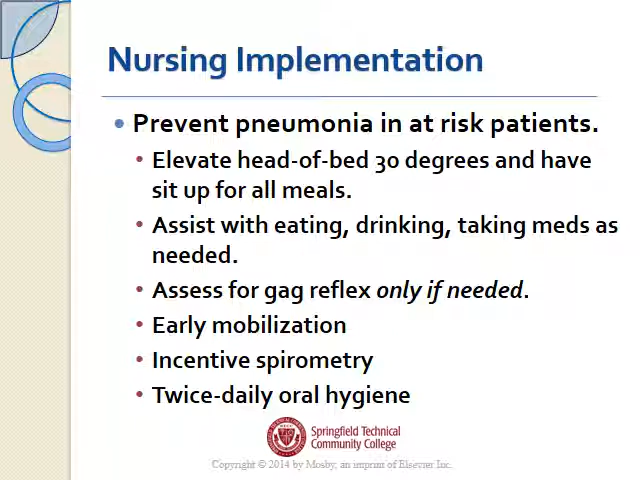 Nursing Implementation
• Prevent pneumonia in at risk patients.
• Elevate head-of-bed 30 degrees and have
sit up for all meals.
• Assist with eating, drinking, taking meds as
needed.
• Assess for gag reflex only if needed.
• Early mobilization
• Incentive spirometry
• Twice-daily oral hygiene
Springfield Technical
Community College
Copyright © 2014 by Mosby, an imprint of Elsevier Inc.